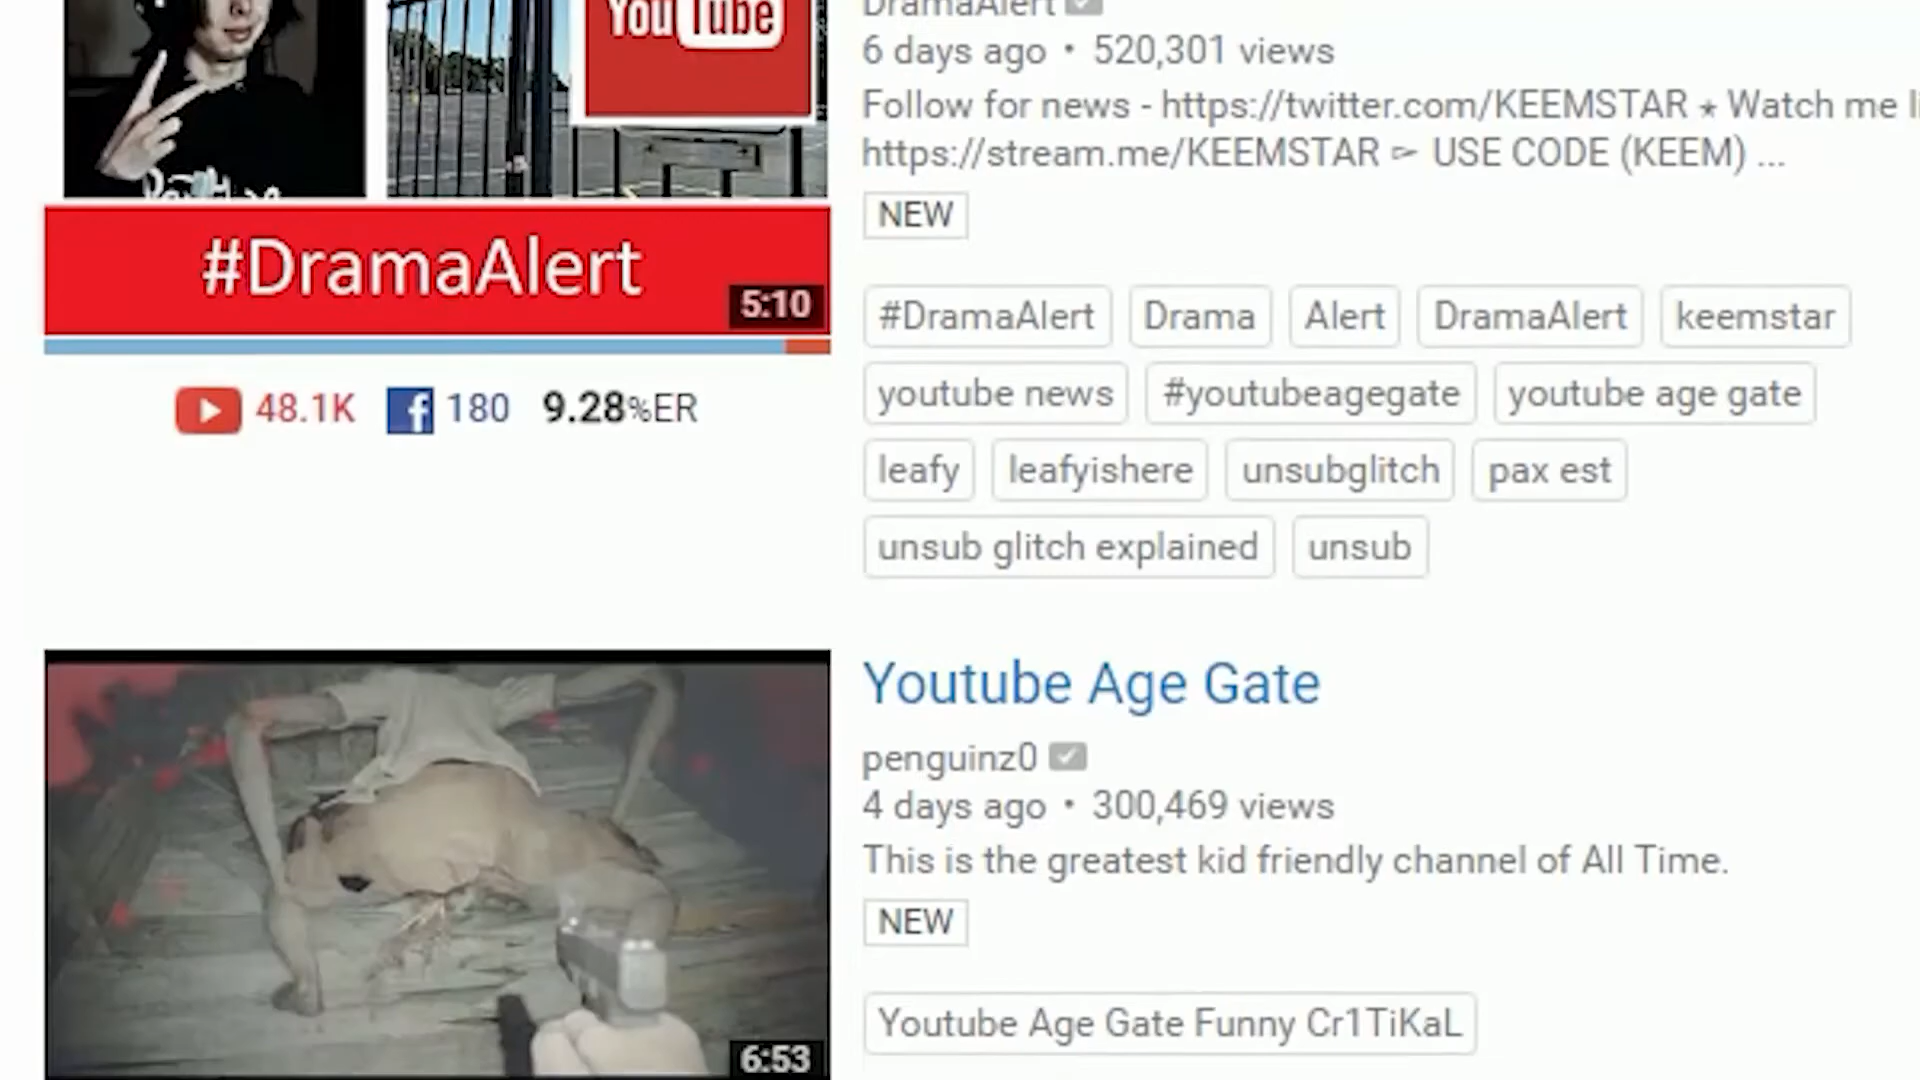 You Tube
DramaAlert
6 days ago • 520,301 views
Follow for news - https://twitter.com/KEEMSTAR ★ Watch me li
https://stream.me/KEEMSTAR ▻ USE CODE (KEEM) ...
NEW
#DramaAlert
5:10
#DramaAlert Drama Alert DramaAlert keemstar
youtube news #youtubeagegate youtube age gate
48.1K f 180 9.28%ER
leafy leafyishere unsubglitch pax est
unsub glitch explained unsub
Youtube Age Gate
penguinz0
4 days ago • 300,469 views
This is the greatest kid friendly channel of All Time.
NEW
Youtube Age Gate Funny Cr1TiKaL
6:53